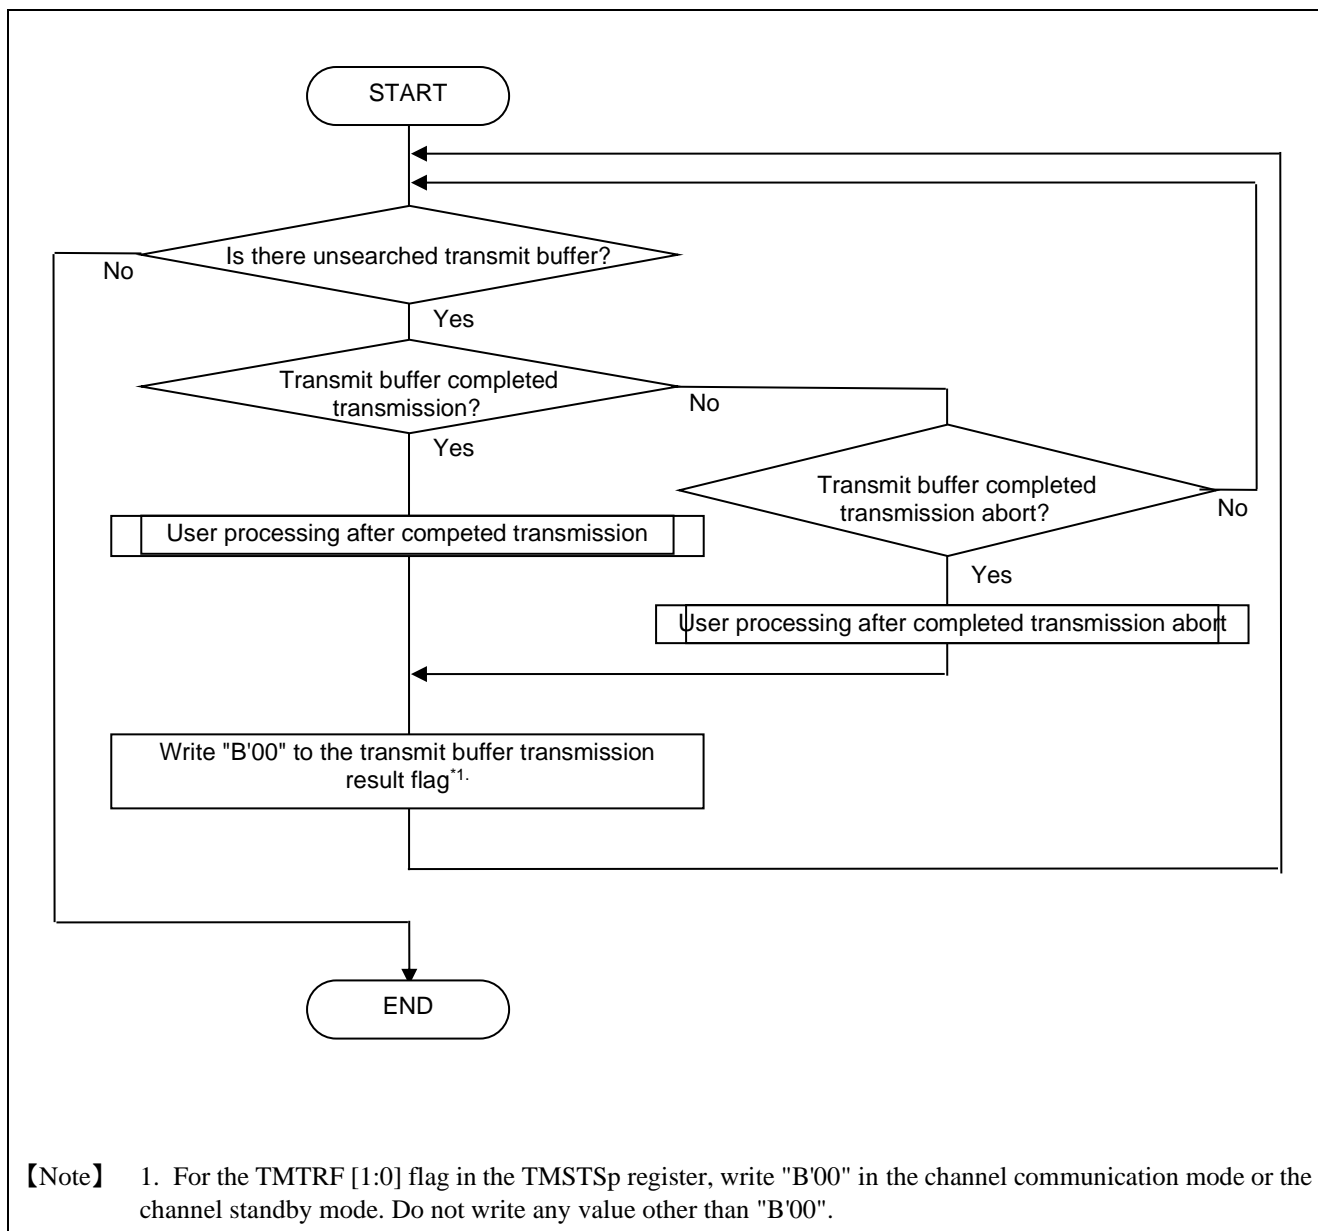 START
Is there unsearched transmit buffer?
No
Yes
Transmit buffer completed
transmission?
No
Yes
Transmit buffer completed
transmission abort?
No
User processing after competed transmission
Yes
User processing after completed transmission abort
Write "B'00" to the transmit buffer transmission
result flag*1.
END
【Note】 1. For the TMTRF [1:0] flag in the TMSTSp register, write "B'00" in the channel communication mode or the
channel standby mode. Do not write any value other than "B'00".